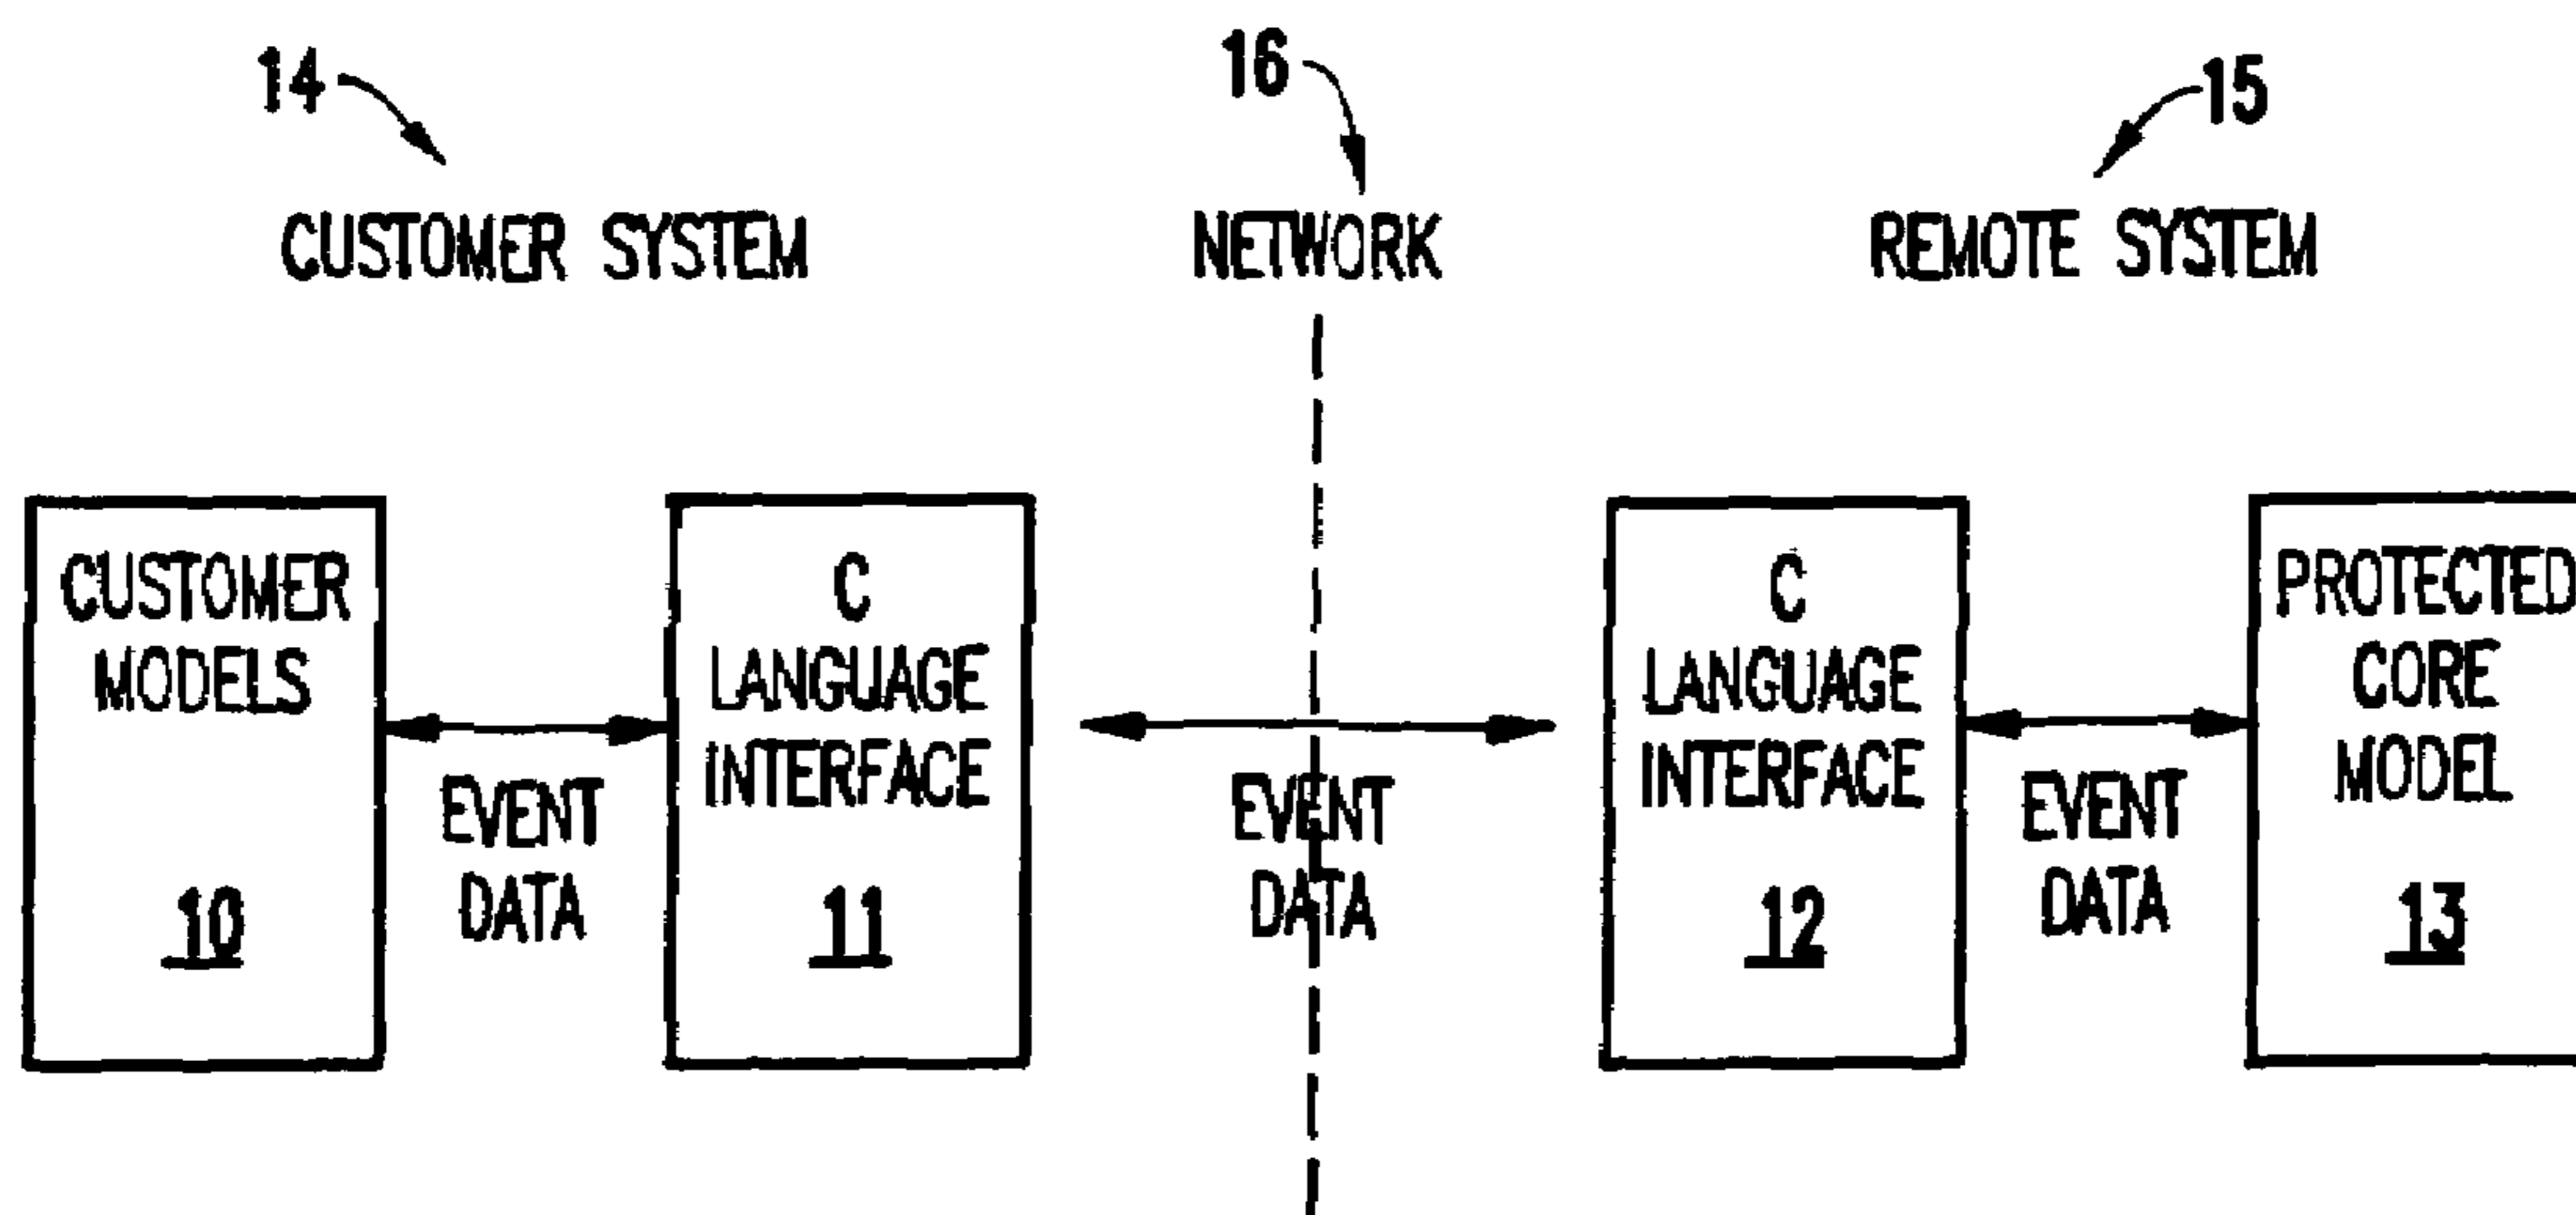 14
16
15
CUSTOMER SYSTEM
NETWORK
REMOTE SYSTEM
CUSTOMER
MODELS
10
EVENT
DATA
C
LANGUAGE
INTERFACE
11
EVENT
DATA
C
LANGUAGE
INTERFACE
12
EVENT
DATA
PROTECTED
CORE
MODEL
13